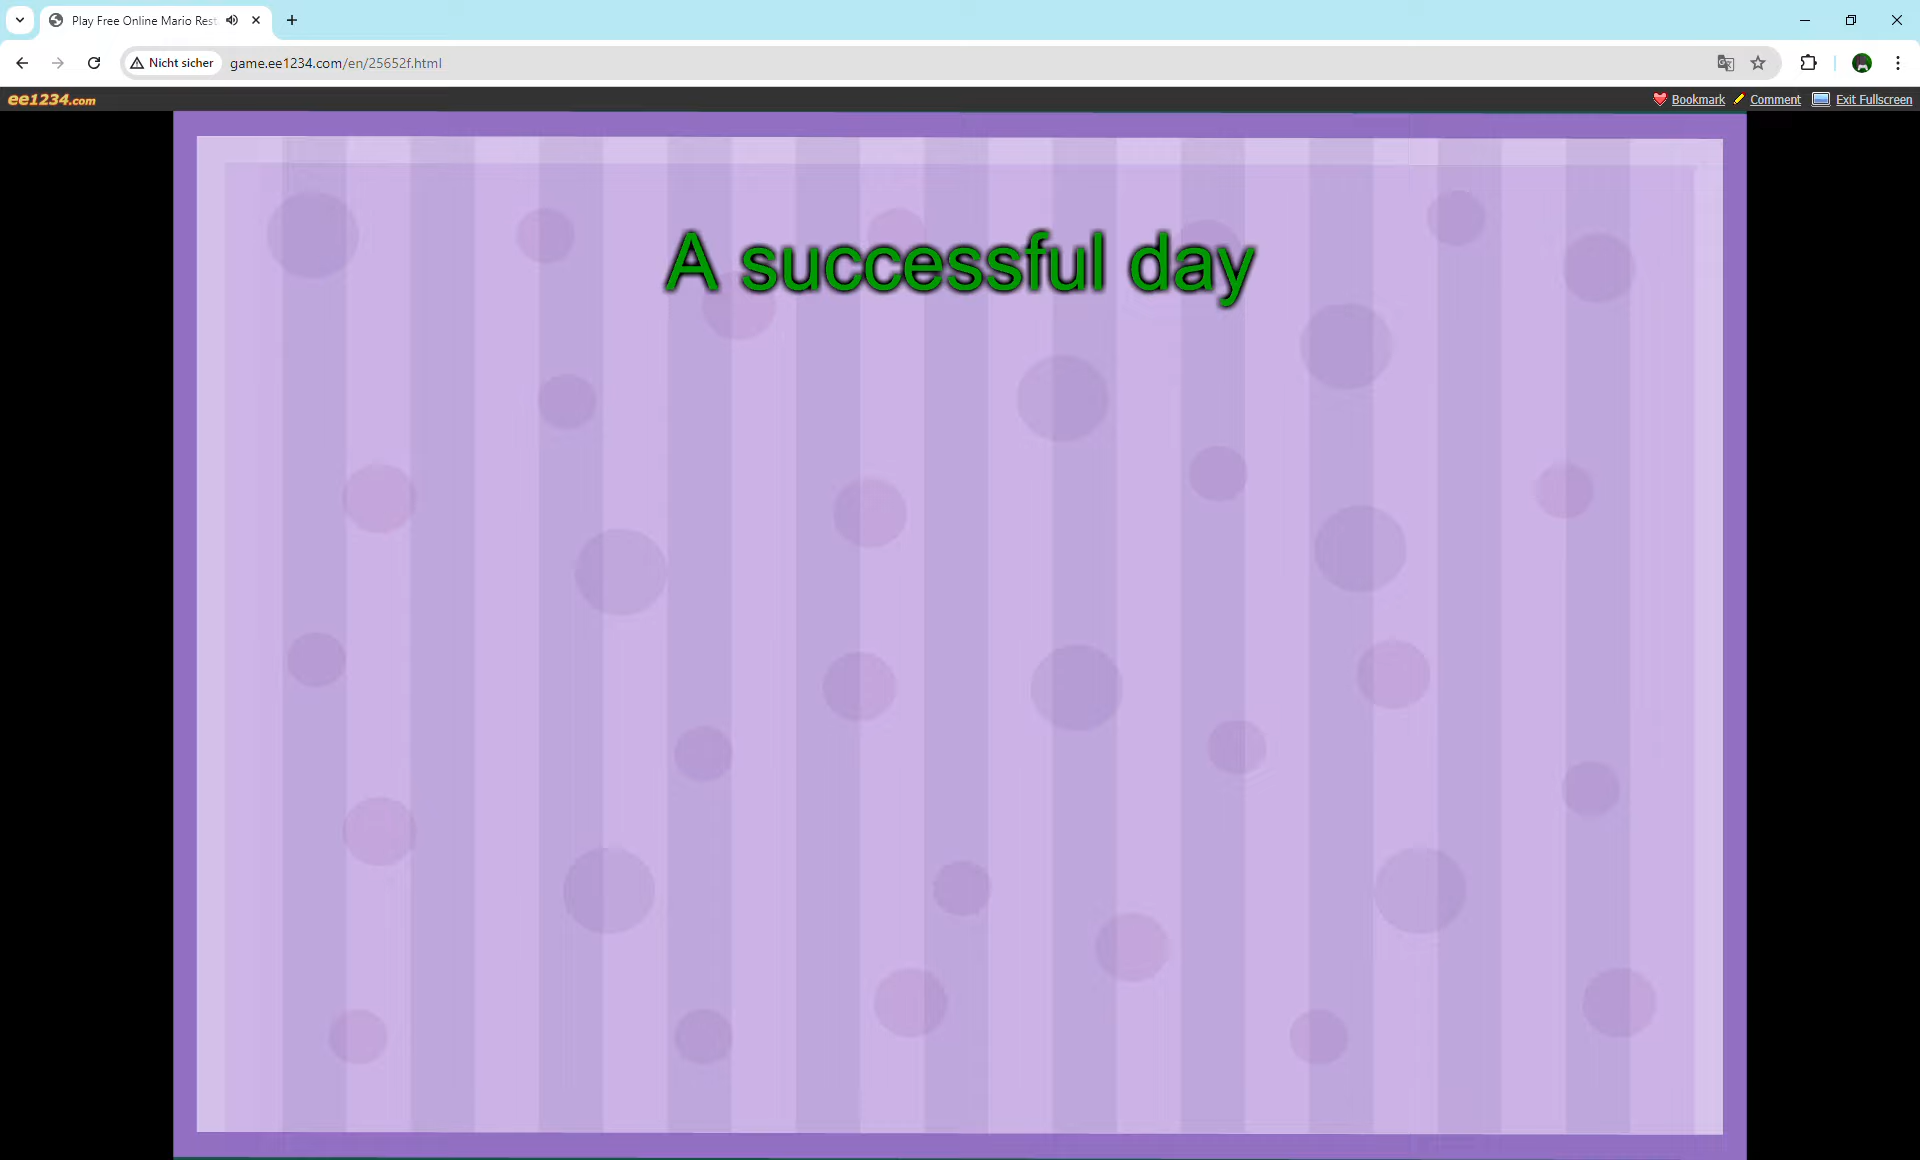 Play Free Online Mario Rest
Nicht sicher
game.ee1234.com/en/25652f.html
ee1234.com
Bookmark
Comment
Exit Fullscreen
A successful day